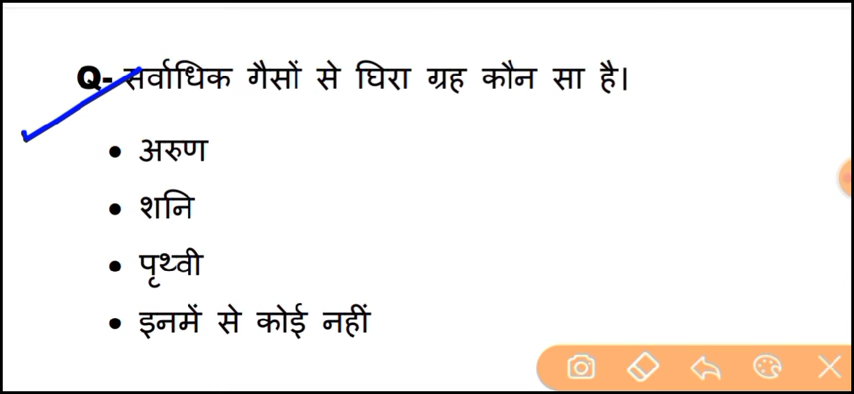 Q- सर्वाधिक गैसों से घिरा ग्रह कौन सा है।
• अरुण
• शनि
• पृथ्वी
• इनमें से कोई नहीं